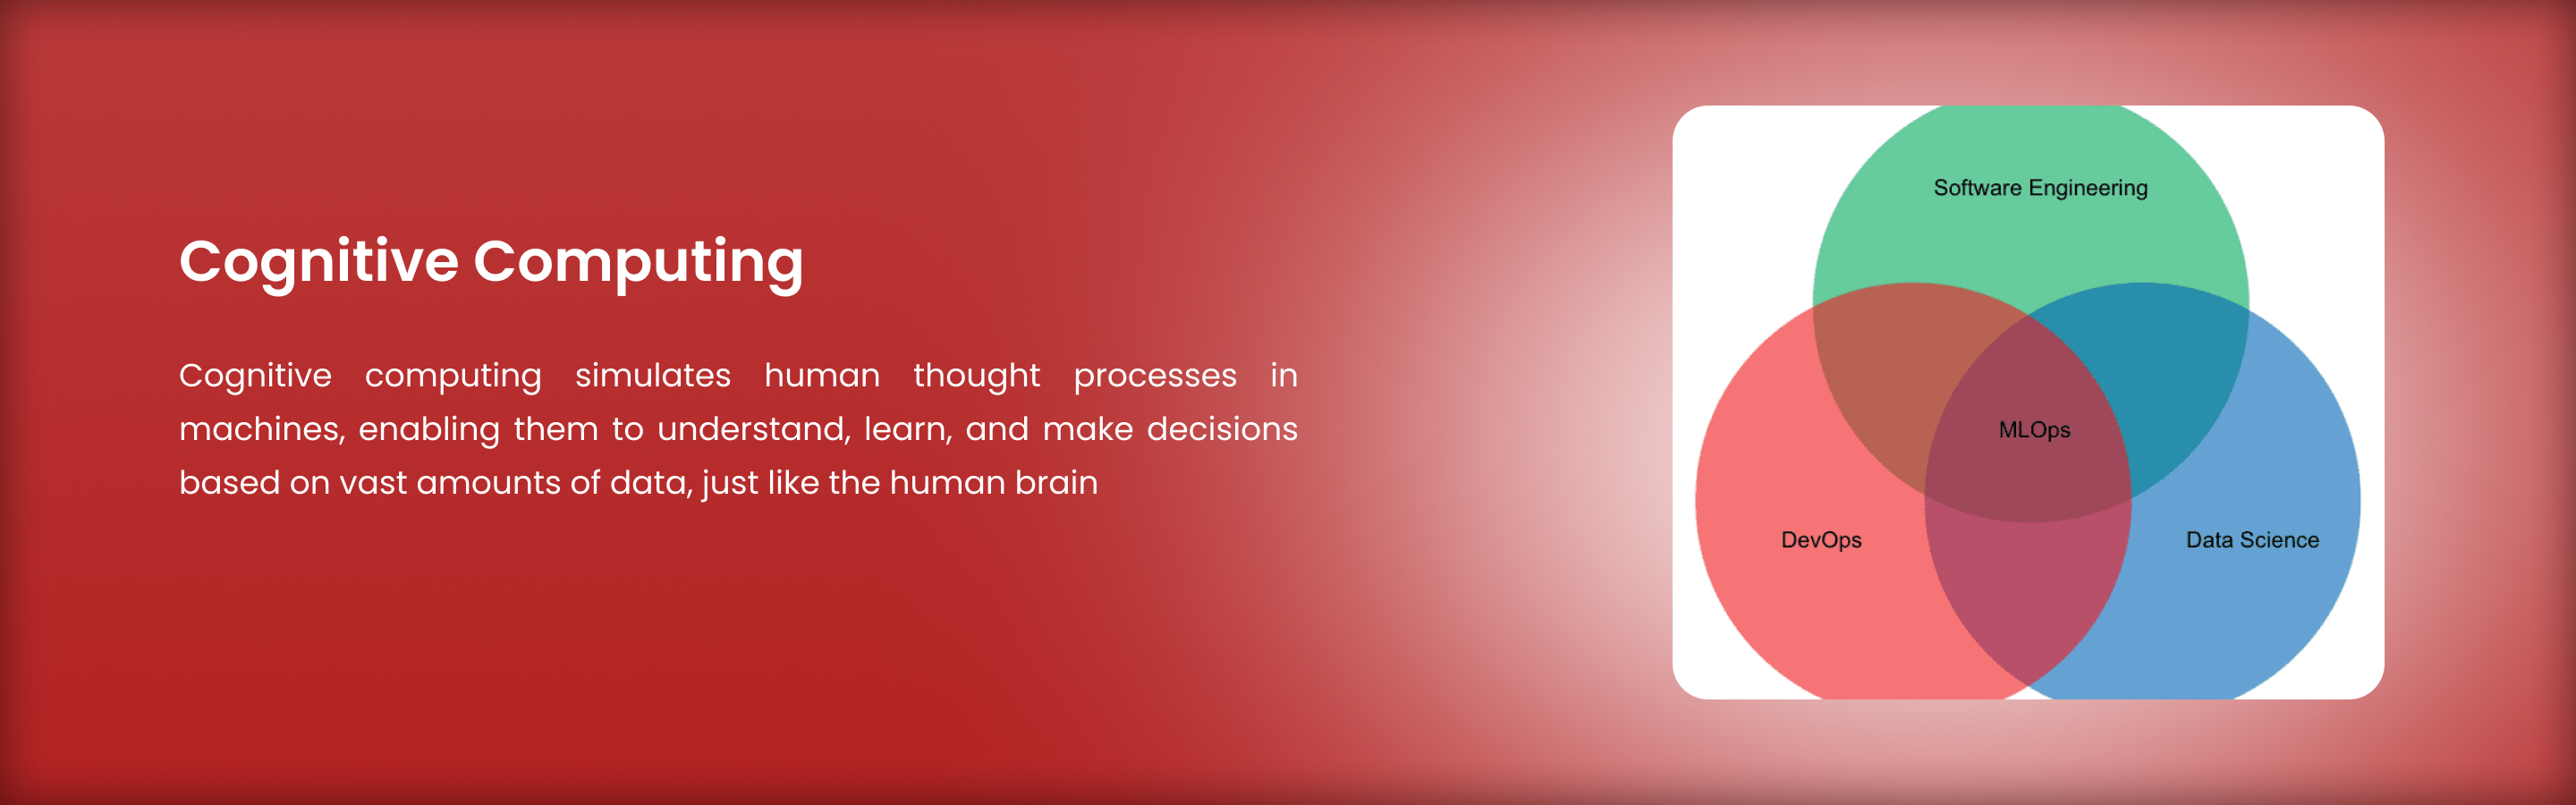 Cognitive Computing
Cognitive computing simulates human thought processes in
machines, enabling them to understand, learn, and make decisions
based on vast amounts of data, just like the human brain
Software Engineering
MLOps
DevOps
Data Science